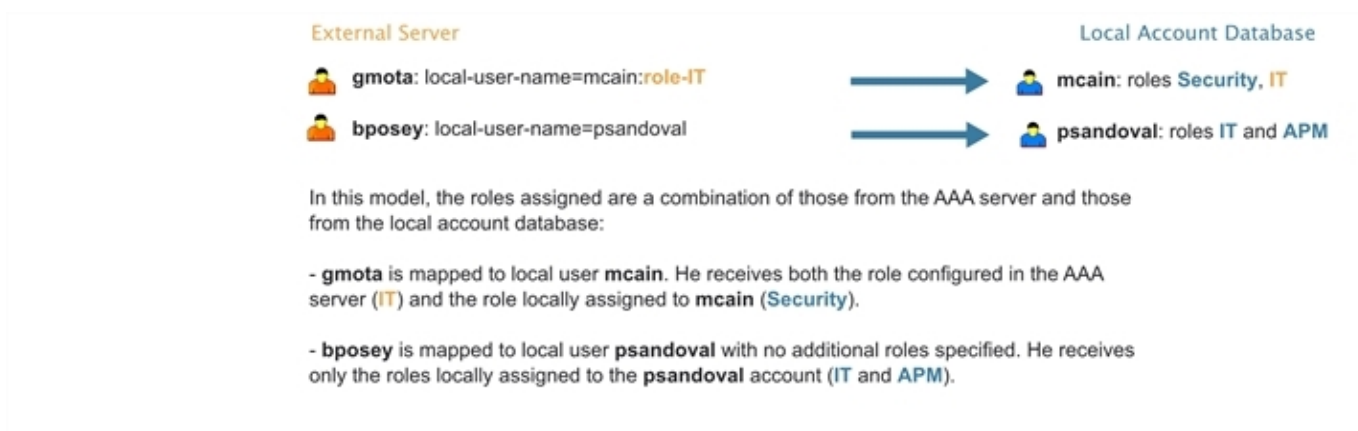 External Server
Local Account Database
gmota: local-user-name=mcain:role-IT
mcain: roles Security, IT
bposey: local-user-name=psandoval
psandoval: roles IT and APM
In this model, the roles assigned are a combination of those from the AAA server and those
from the local account database:
- gmota is mapped to local user mcain. He receives both the role configured in the AAA
server (IT) and the role locally assigned to mcain (Security).
- bposey is mapped to local user psandoval with no additional roles specified. He receives
only the roles locally assigned to the psandoval account (IT and APM).